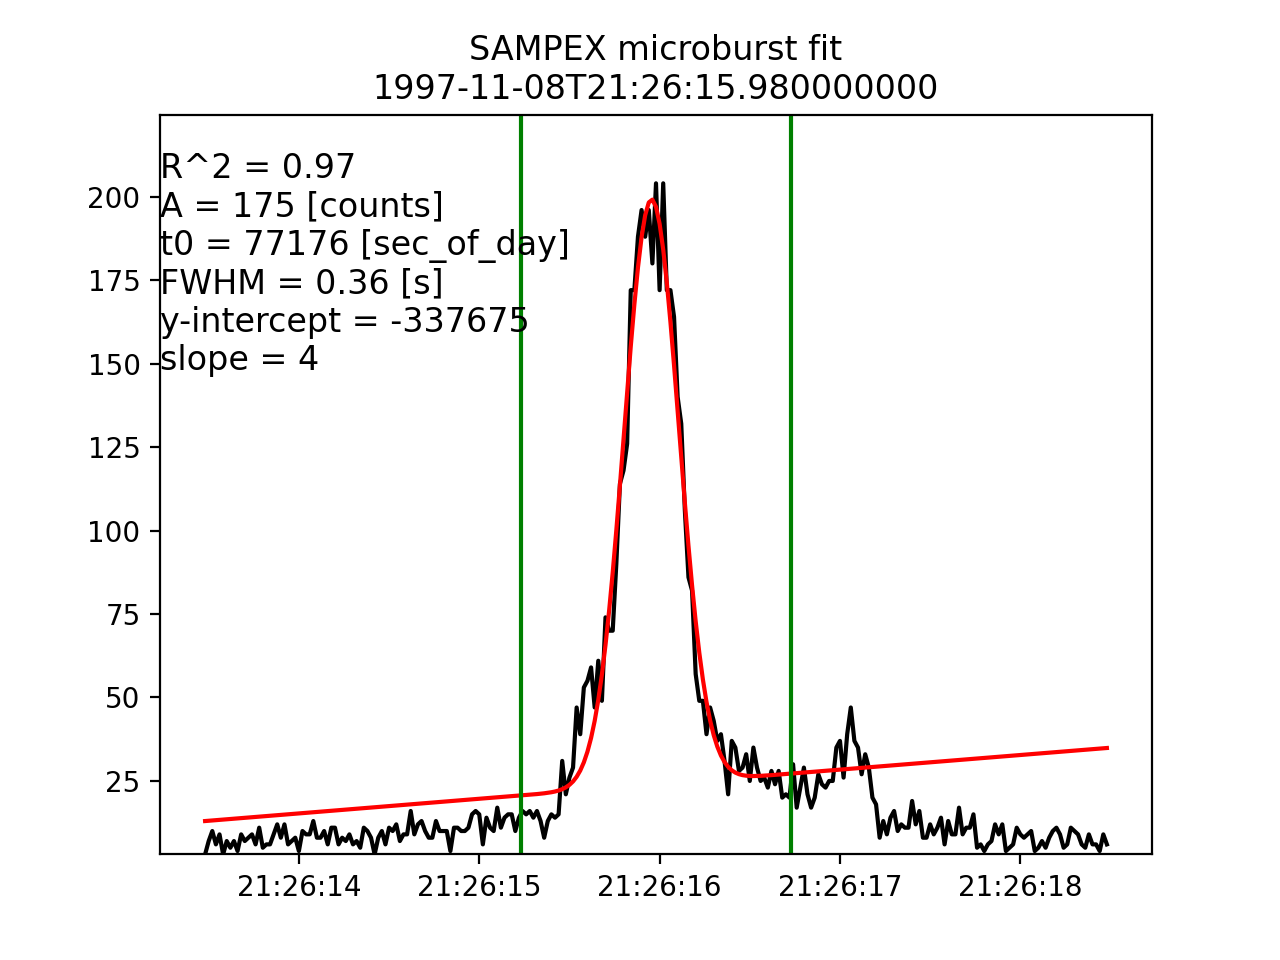 SAMPEX microburst fit
1997-11-08T21:26:15.980000000
R^2 = 0.97
A = 175 [counts]
t0 = 77176 [sec_of_day]
FWHM = 0.36 [s]
y-intercept = -337675
slope = 4
200
175
150
125
100
75
50
25
21:26:14 21:26:15 21:26:16 21:26:17 21:26:18